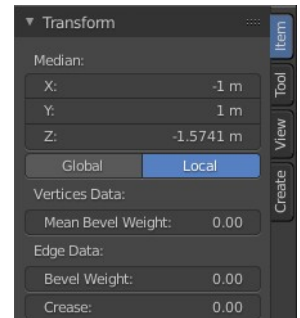 Transform
Median:
X: -1 m
Y: 1 m
Z: -1.5741 m
Global Local
Vertices Data:
Mean Bevel Weight: 0.00
Edge Data:
Bevel Weight: 0.00
Crease: 0.00
Item
Tool
View
Create